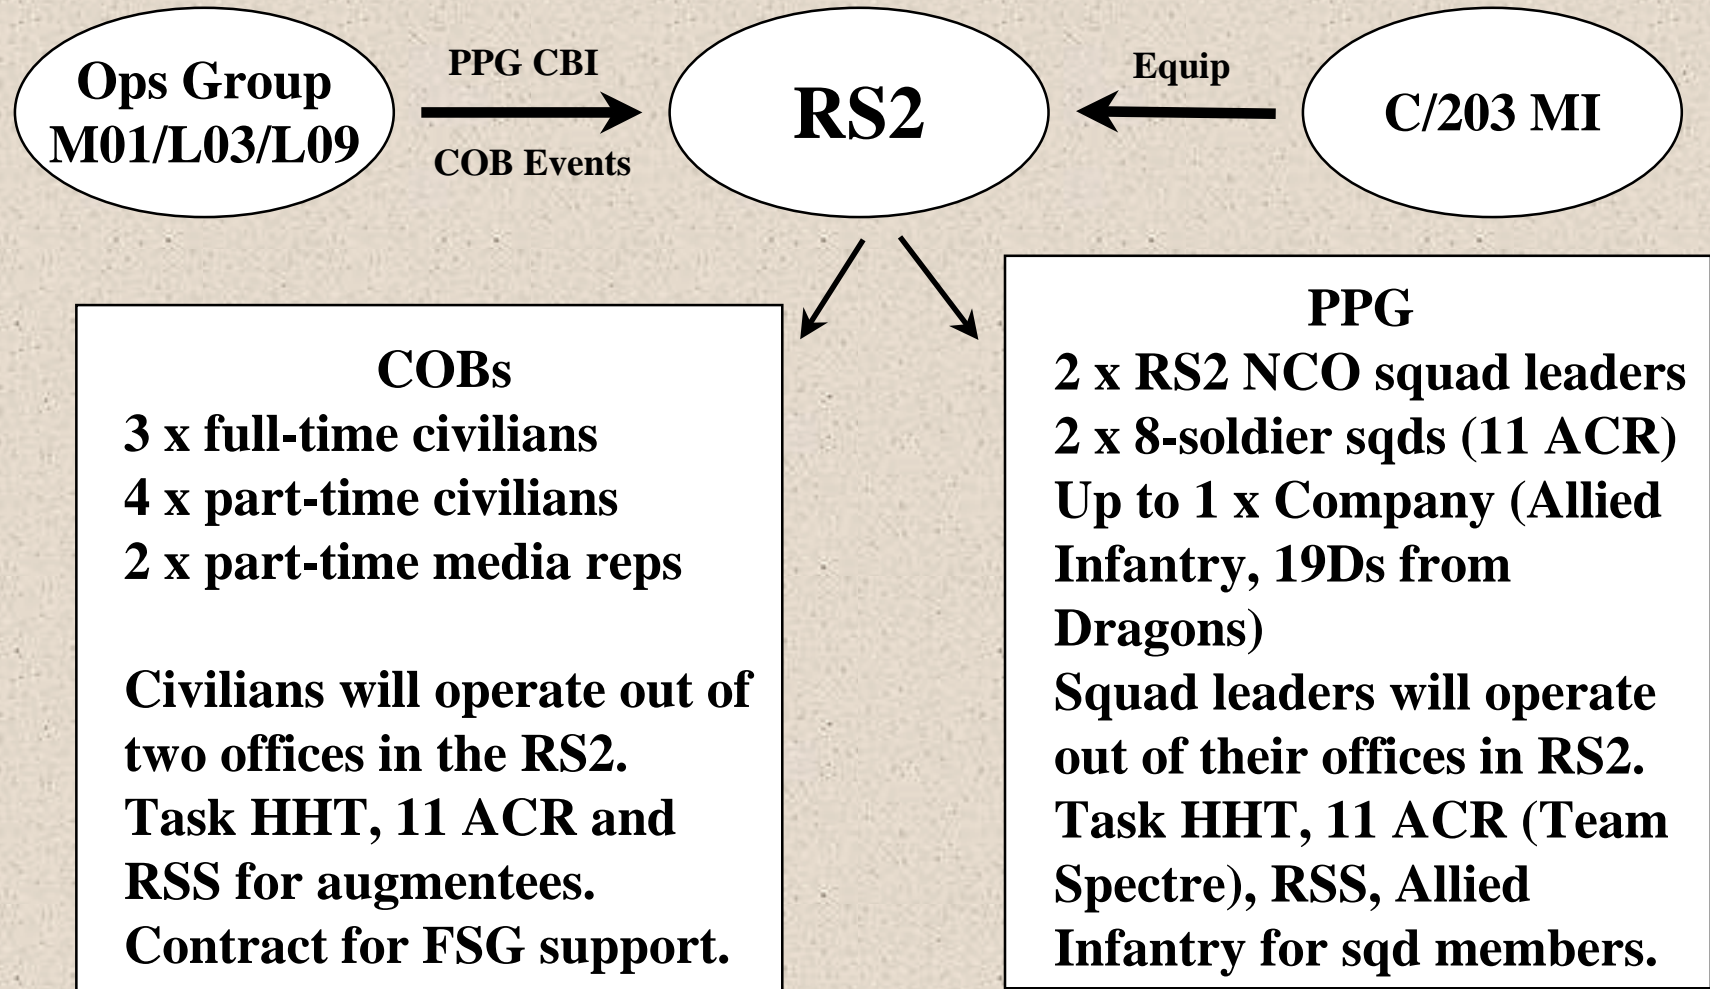 Ops Group
M01/L03/L09
PPG CBI
COB Events
RS2
Equip
C/203 MI
COBs
3 x full-time civilians
4 x part-time civilians
2 x part-time media reps
Civilians will operate out of
two offices in the RS2.
Task HHT, 11 ACR and
RSS for augmentees.
Contract for FSG support.
PPG
2 x RS2 NCO squad leaders
2 x 8-soldier sqds (11 ACR)
Up to 1 x Company (Allied
Infantry, 19Ds from
Dragons)
Squad leaders will operate
out of their offices in RS2.
Task HHT, 11 ACR (Team
Spectre), RSS, Allied
Infantry for sqd members.